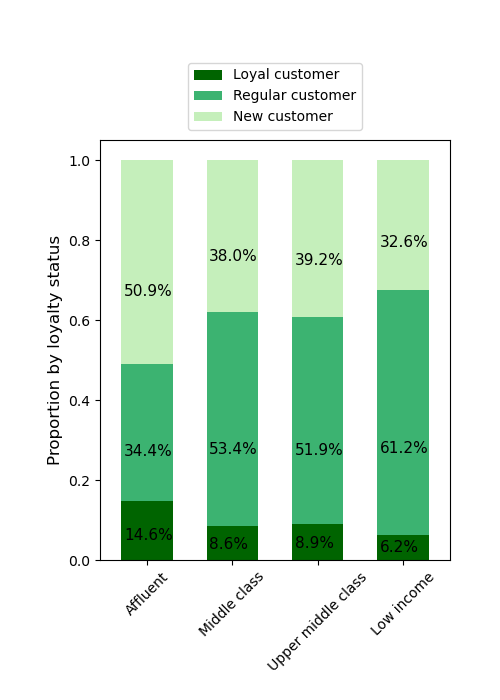 Loyal customer
Regular customer
New customer
Proportion by loyalty status
1.0
0.8
0.6
0.4
0.2
0.0
50.9%
38.0%
39.2%
32.6%
34.4%
53.4%
51.9%
61.2%
14.6%
8.6%
8.9%
6.2%
Affluent
Middle class
Upper middle class
Low income